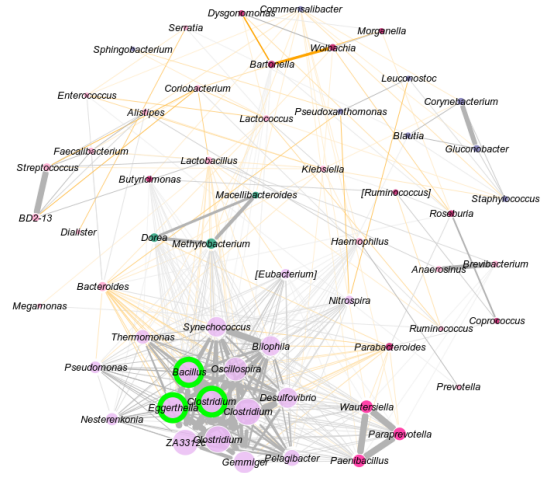 Dysgonomonas
Commensalibacter
Serratia
Morganella
Sphingobacterium
Wolbachia
Bartonella
Leuconostoc
Enterococcus
Coriobacterium
Corynebacterium
Alistipes
Lactococcus
Pseudoxanthomonas
Blautia
Gluconobacter
Faecalibacterium
Streptococcus
Lactobacillus
Klebsiella
Butyricimonas
Macellibacteroides
[Ruminococcus]
Staphylococcus
BD2-13
Roseburia
Dialister
Dorea
Methylobacterium
Haemophilus
Brevibacterium
Anaerosinus
[Eubacterium]
Bacteroides
Nitrospira
Megamonas
Synechococcus
Coprococcus
Ruminococcus
Thermomonas
Bilophila
Parabacteroides
Pseudomonas
Bacillus
Oscillospira
Prevotella
Desulfovibrio
Eggerthella
Clostridium
Clostridium
Wautersiella
Nesterenkonia
Paraprevotella
Clostridium
Pelagibacter
Paenibacillus
Gemmiger